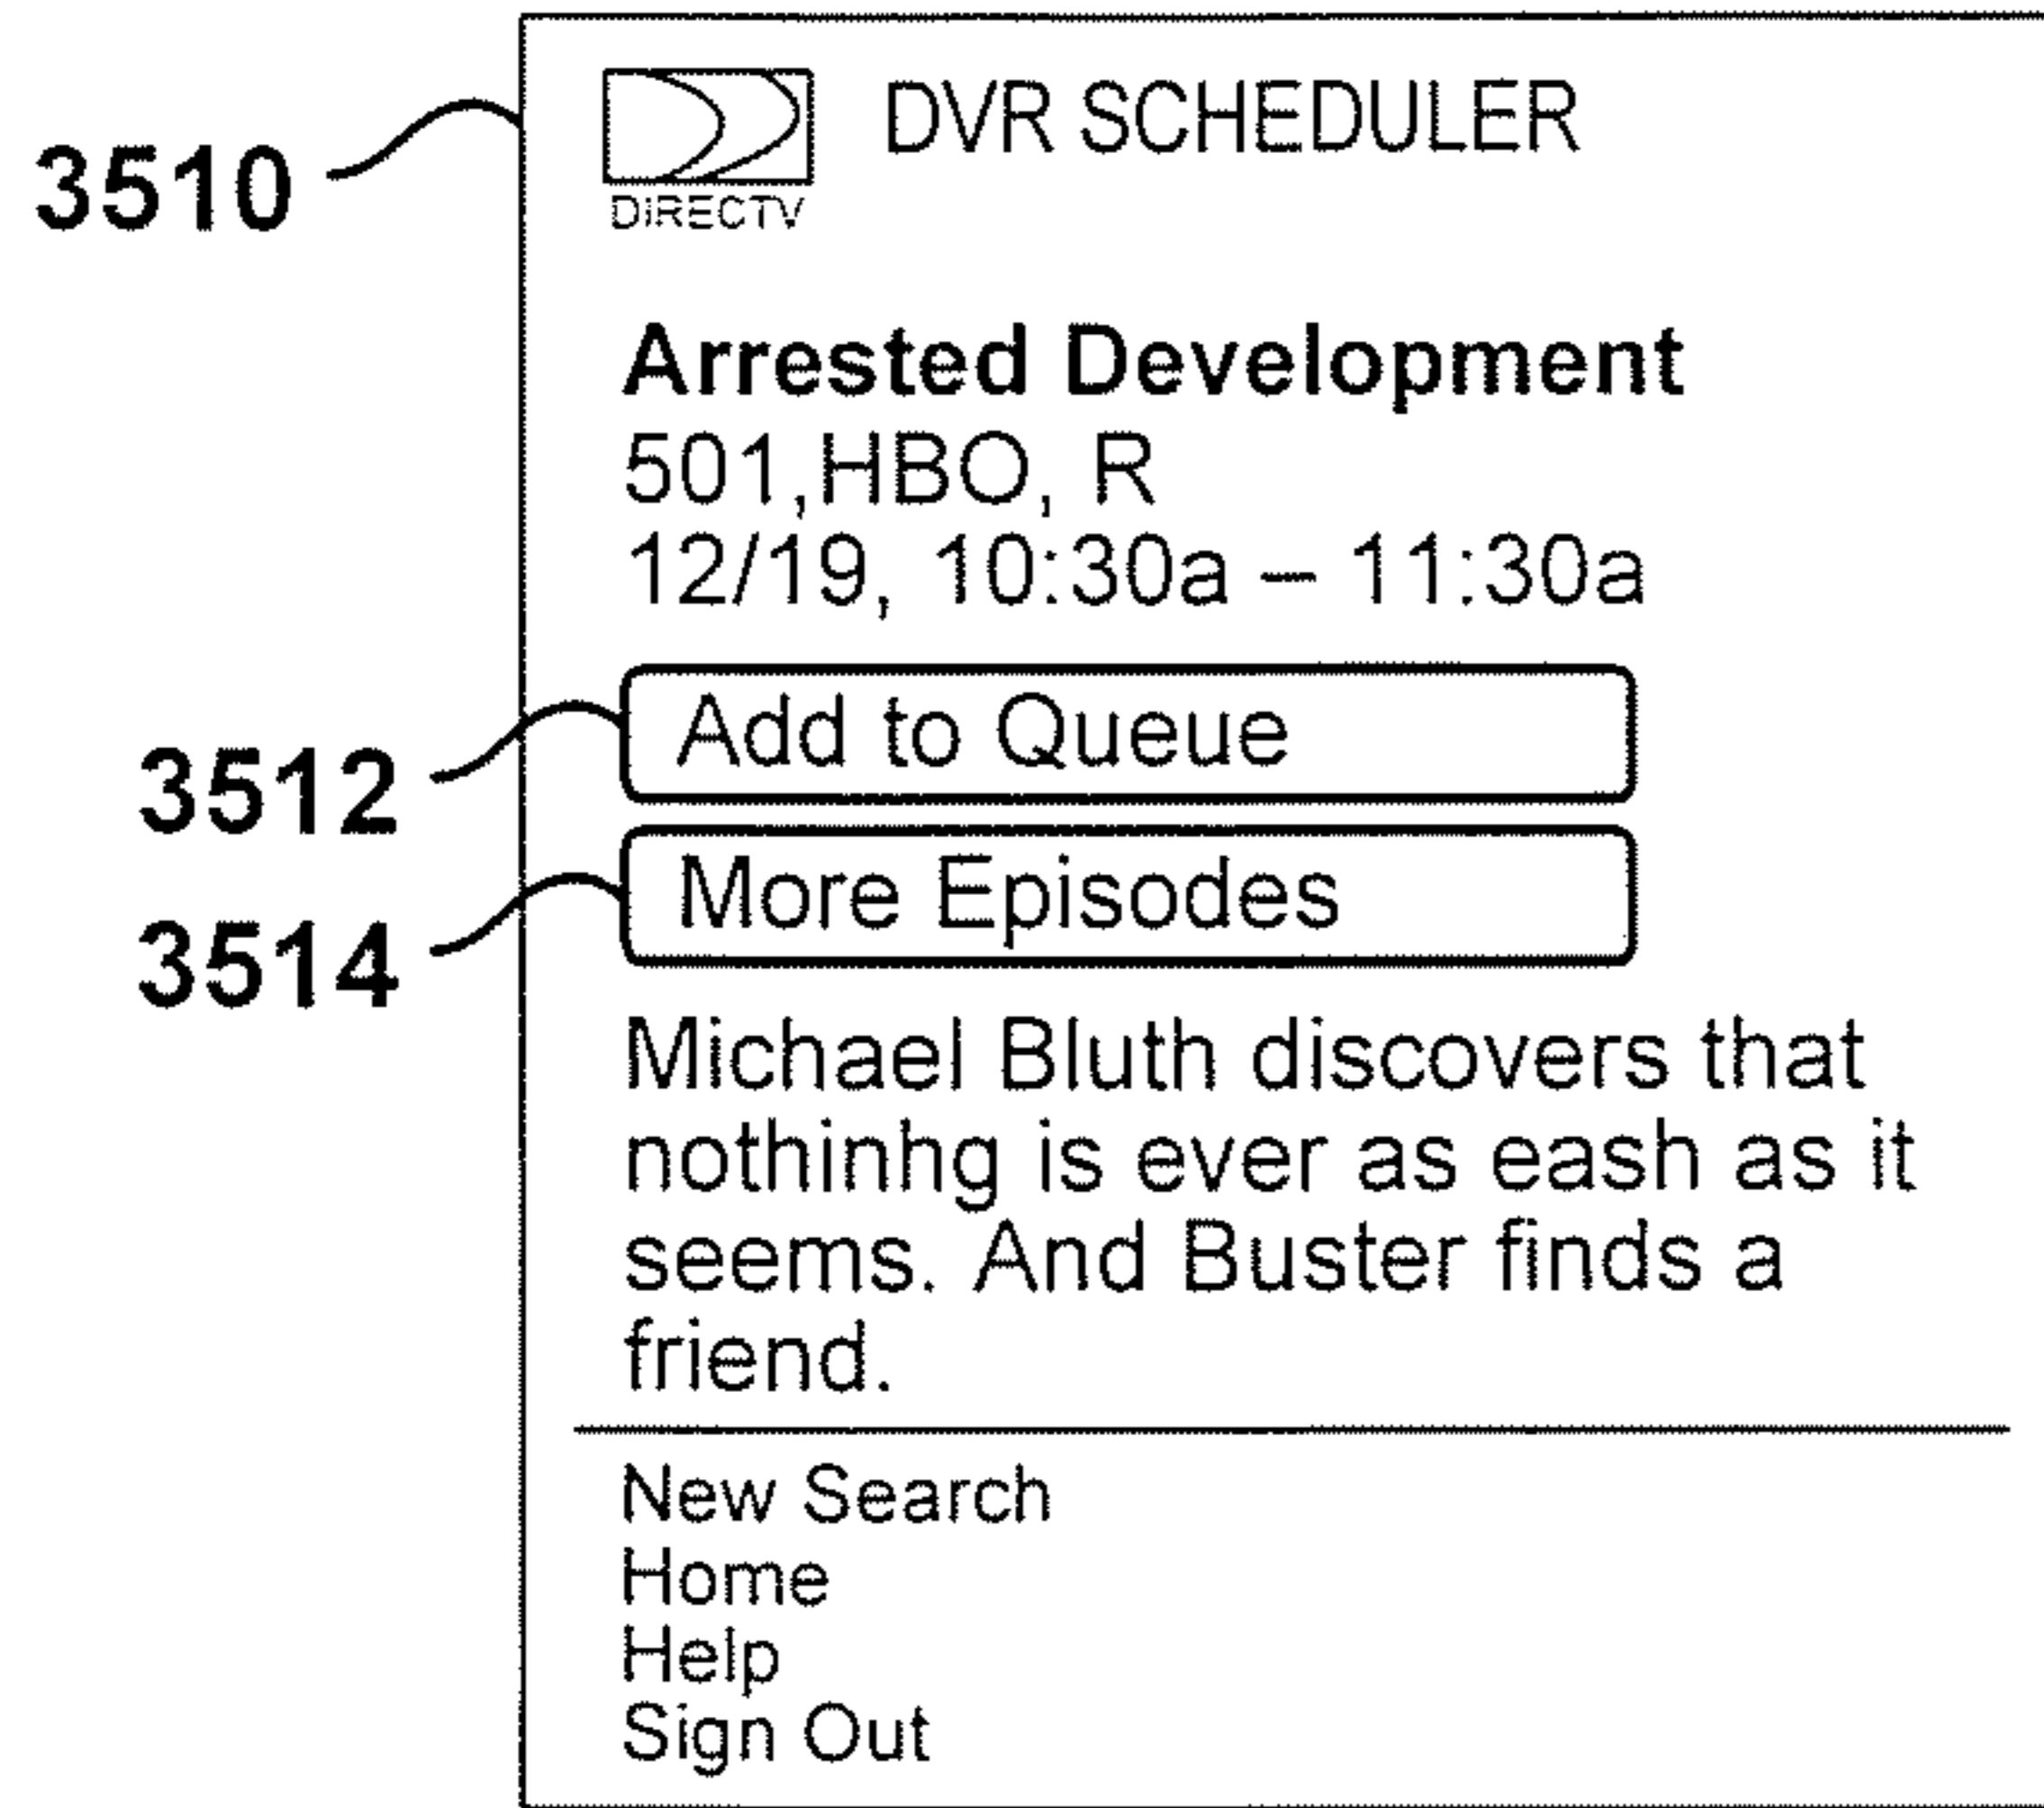 3510
DVR SCHEDULER
DIRECTV
Arrested Development
501,HBO, R
12/19, 10:30a – 11:30a
3512
Add to Queue
3514
More Episodes
Michael Bluth discovers that
nothinhg is ever as eash as it
seems. And Buster finds a
friend.
New Search
Home
Help
Sign Out